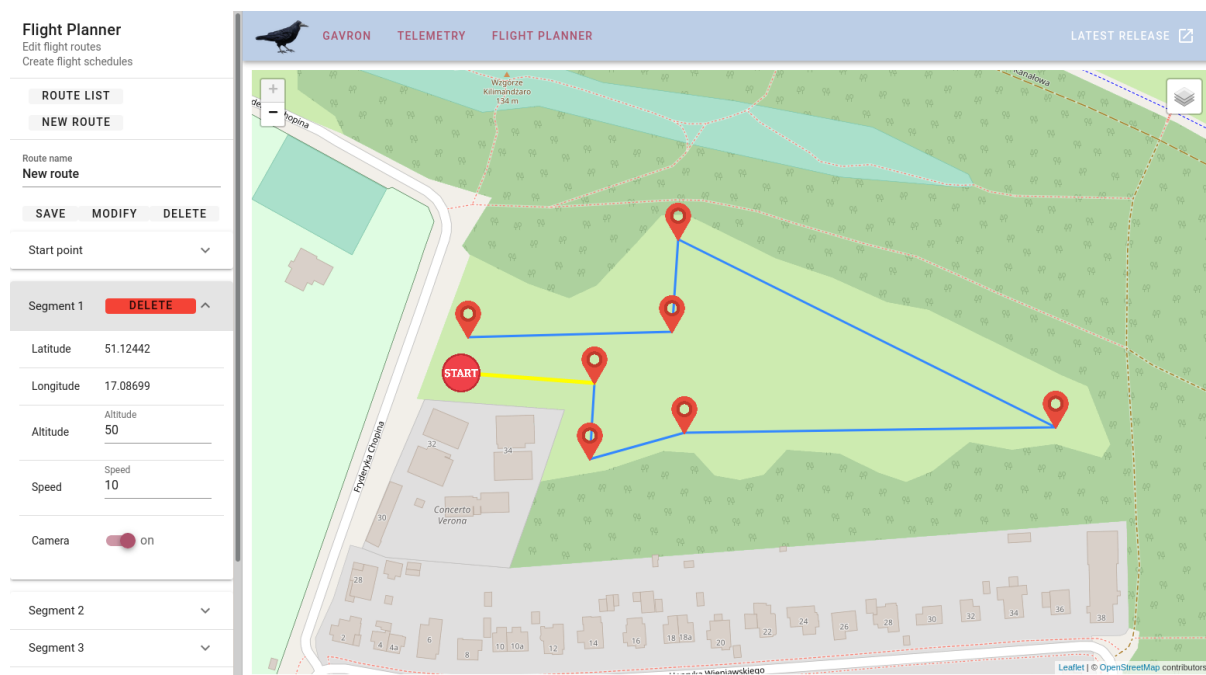 Flight Planner
Edit flight routes
Create flight schedules
ROUTE LIST
NEW ROUTE
Route name
New route
SAVE MODIFY DELETE
Start point
Segment 1 DELETE
Latitude 51.12442
Longitude 17.08699
Altitude
Altitude 50
Speed
Speed 10
Camera on
Segment 2
Segment 3
GAVRON TELEMETRY FLIGHT PLANNER LATEST RELEASE
+
−
Wzgórze
Kilimandżaro
134 m
Kanałowa
START
Fryderyka Chopina
32
34
Concerto
Verona
30
28
2
4 4a
6
8
10 10a
12
14
16
18 18a
20
22
24
26
28
30
32
34
36
38
Henryka Wieniawskiego
Leaflet | © OpenStreetMap contributors